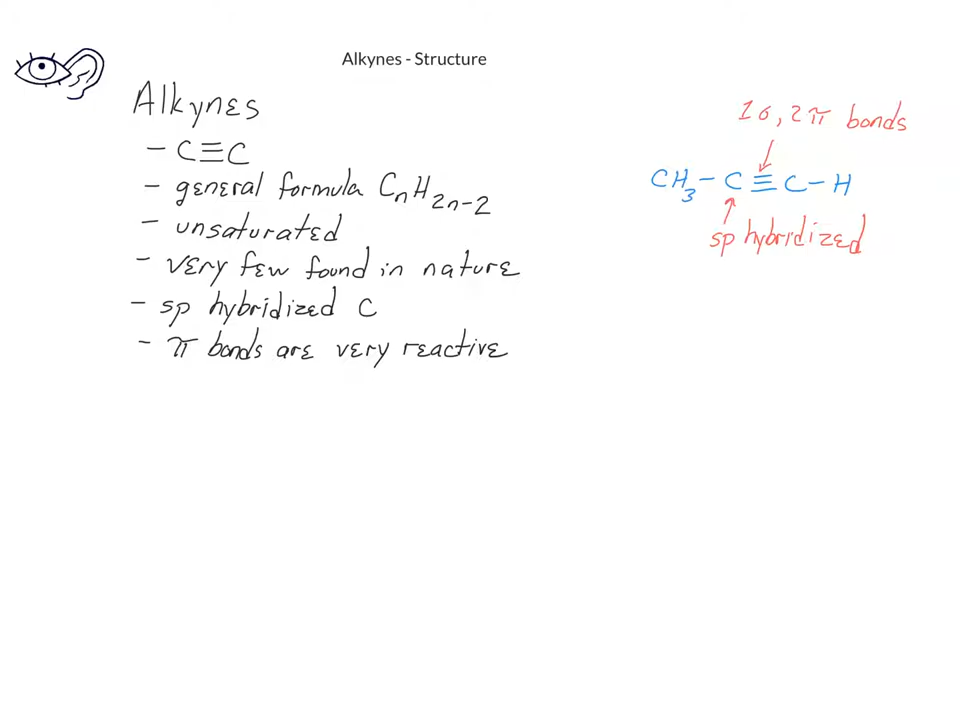 Alkynes - Structure
Alkynes
- C≡C
- general formula CnH2n-2
- unsaturated
- very few found in nature
- sp hybridized C
- π bonds are very reactive
1σ, 2π bonds
CH3-C≡C-H
sp hybridized